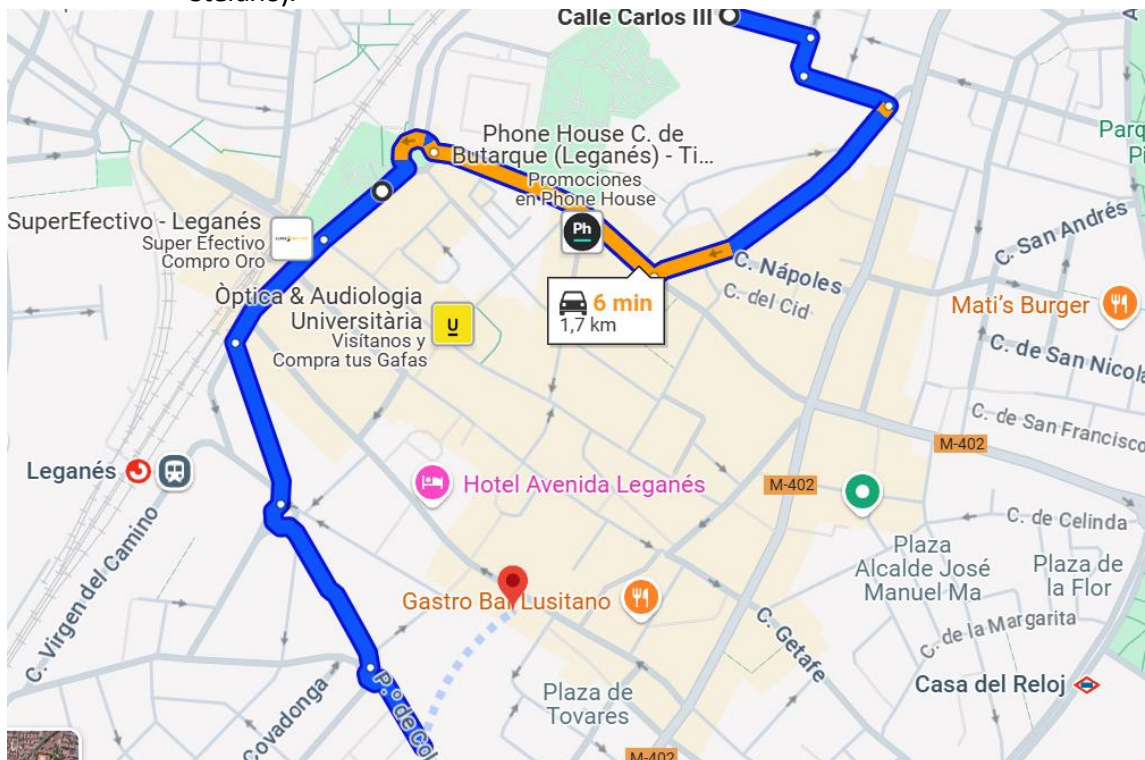 Calle Carlos III
Phone House C. de
Butarque (Leganés) - Ti...
Promociones
en Phone House
Ph
SuperEfectivo - Leganés
Super Efectivo
Compro Oro
C. San Andrés
C. Nápoles
C. del Cid
6 min
1,7 km
Mati's Burger
Òptica & Audiologia
Universitària
Visítanos y
Compra tus Gafas
U
C. de San Nicola
C. de San Francisco
M-402
Leganés
Hotel Avenida Leganés
M-402
C. de Celinda
C. Virgen del Camino
Plaza
Alcalde José
Manuel Ma
Plaza de
la Flor
Gastro Bar Lusitano
C. de la Margarita
C. Getafe
Casa del Reloj
Covadonga
P.º de Col
Plaza de
Tovares
M-402